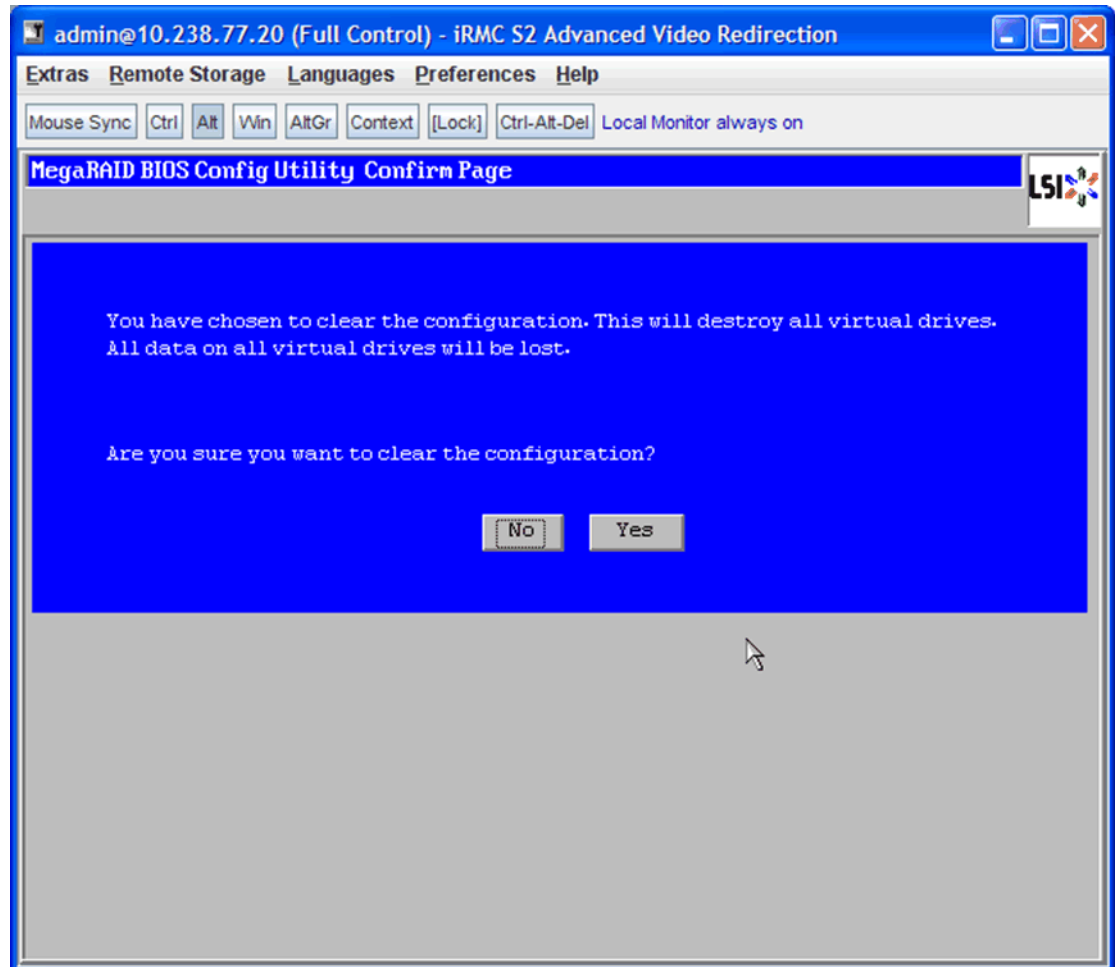 admin@10.238.77.20 (Full Control) - iRMC S2 Advanced Video Redirection
Extras Remote Storage Languages Preferences Help
Mouse Sync Ctrl Alt Win AltGr Context [Lock] Ctrl-Alt-Del Local Monitor always on
MegaRAID BIOS Config Utility Confirm Page
LSI
You have chosen to clear the configuration. This will destroy all virtual drives.
All data on all virtual drives will be lost.
Are you sure you want to clear the configuration?
No Yes